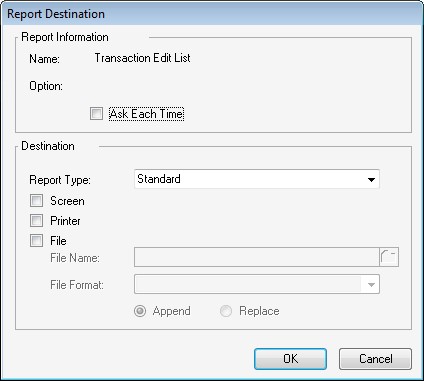 Report Destination
Report Information
Name: Transaction Edit List
Option:
Ask Each Time
Destination
Report Type: Standard
Screen
Printer
File
File Name:
File Format:
Append Replace
OK Cancel